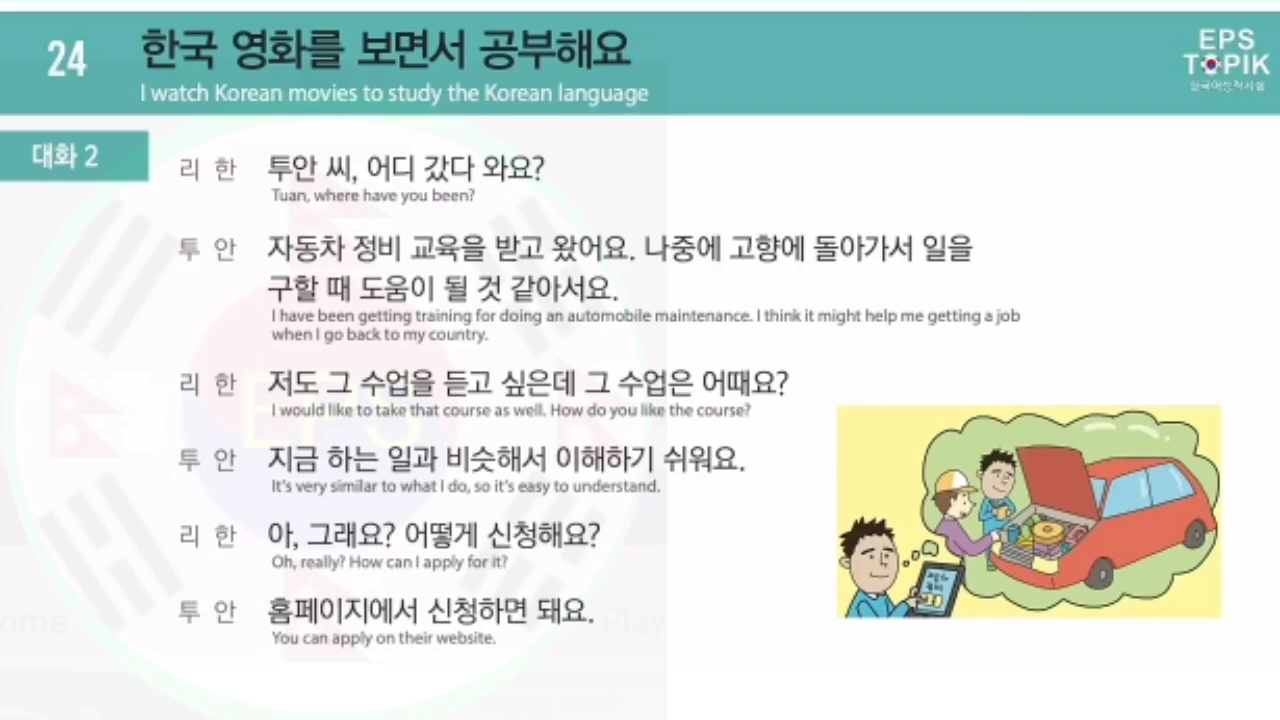 24
한국 영화를 보면서 공부해요
I watch Korean movies to study the Korean language
EPS
TOPIK
한국어능력시험
대화 2
리 한 투안 씨, 어디 갔다 와요?
Tuan, where have you been?
투 안 자동차 정비 교육을 받고 왔어요. 나중에 고향에 돌아가서 일을
구할 때 도움이 될 것 같아서요.
I have been getting training for doing an automobile maintenance. I think it might help me getting a job
when I go back to my country.
리 한 저도 그 수업을 듣고 싶은데 그 수업은 어때요?
I would like to take that course as well. How do you like the course?
투 안 지금 하는 일과 비슷해서 이해하기 쉬워요.
It's very similar to what I do, so it's easy to understand.
리 한 아, 그래요? 어떻게 신청해요?
Oh, really? How can I apply for it?
투 안 홈페이지에서 신청하면 돼요.
You can apply on their website.
EPS
ome
Play